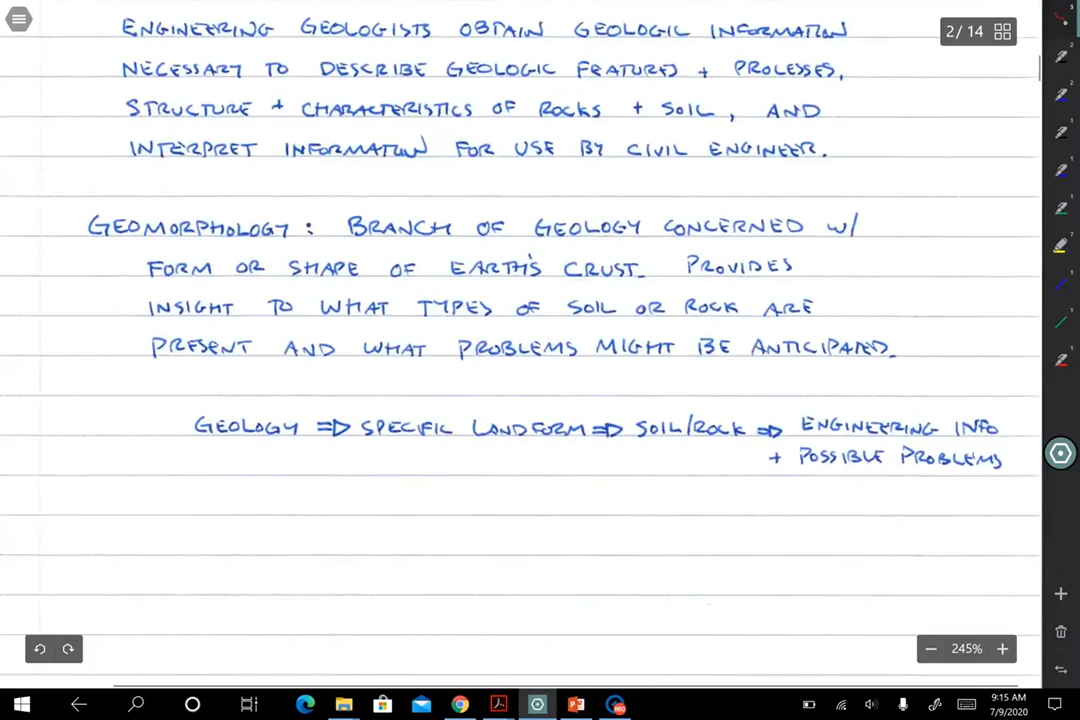 ENGINEERING GEOLOGISTS OBTAIN GEOLOGIC INFORMATION
2 / 14
NECESSARY TO DESCRIBE GEOLOGIC FEATURES + PROCESSES,
STRUCTURE + CHARACTERISTICS OF ROCKS + SOIL, AND
INTERPRET INFORMATION FOR USE BY CIVIL ENGINEER.
GEOMORPHOLOGY: BRANCH OF GEOLOGY CONCERNED W/
FORM OR SHAPE OF EARTH'S CRUST. PROVIDES
INSIGHT TO WHAT TYPES OF SOIL OR ROCK ARE
PRESENT AND WHAT PROBLEMS MIGHT BE ANTICIPATED.
GEOLOGY ⇒ SPECIFIC LANDFORM ⇒ SOIL/ROCK ⇒ ENGINEERING INFO
+ POSSIBLE PROBLEMS
245%
9:15 AM
7/9/2020